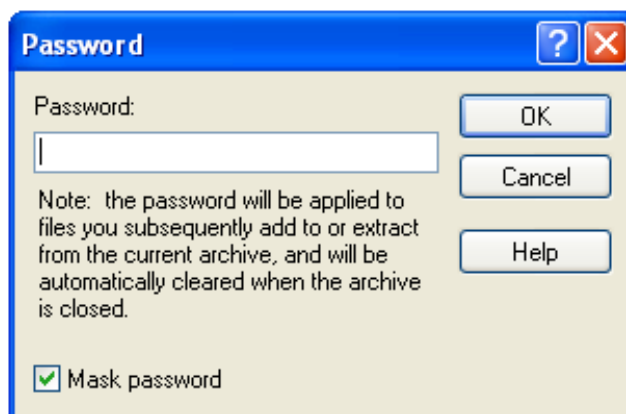 Password
?
Password:
OK
Cancel
Note: the password will be applied to
files you subsequently add to or extract
from the current archive, and will be
automatically cleared when the archive
is closed.
Help
Mask password